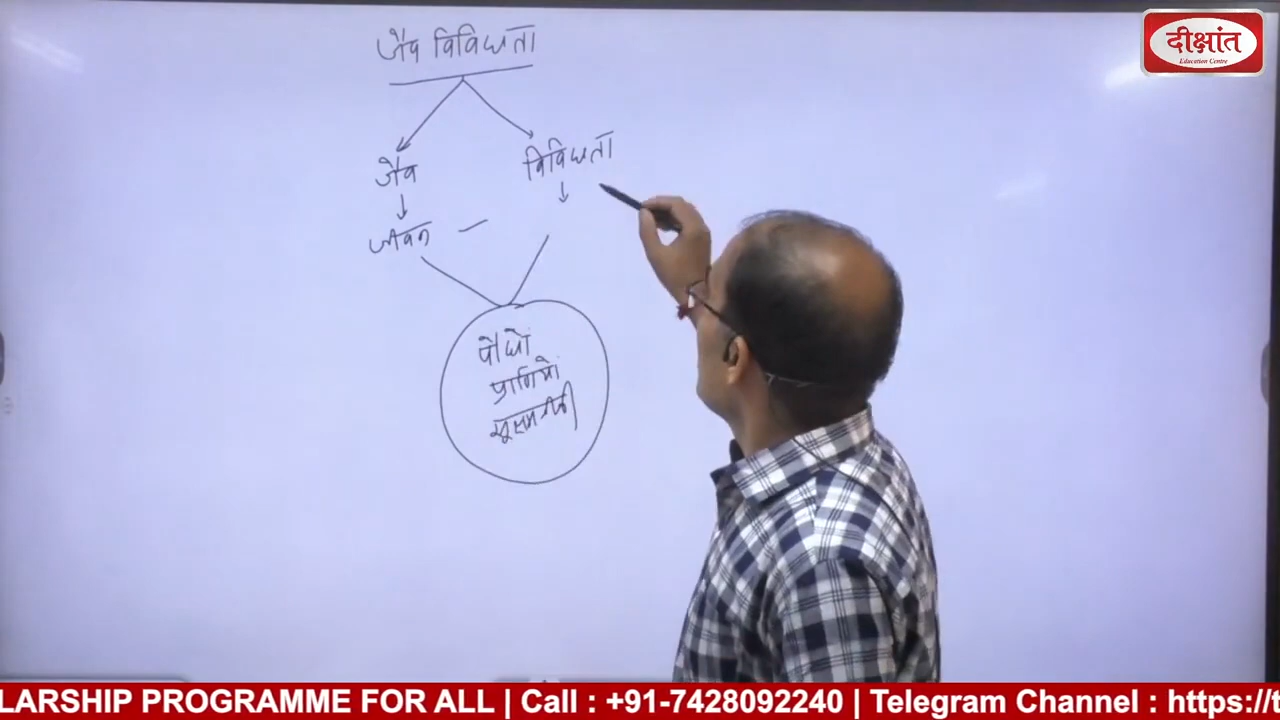 दीक्षांत
Education Centre
जैव विविधता
जैव विविधता
जीवन
पौधों
प्राणियों
सूक्ष्मजीवों
LARSHIP PROGRAMME FOR ALL | Call : +91-7428092240 | Telegram Channel : https://t